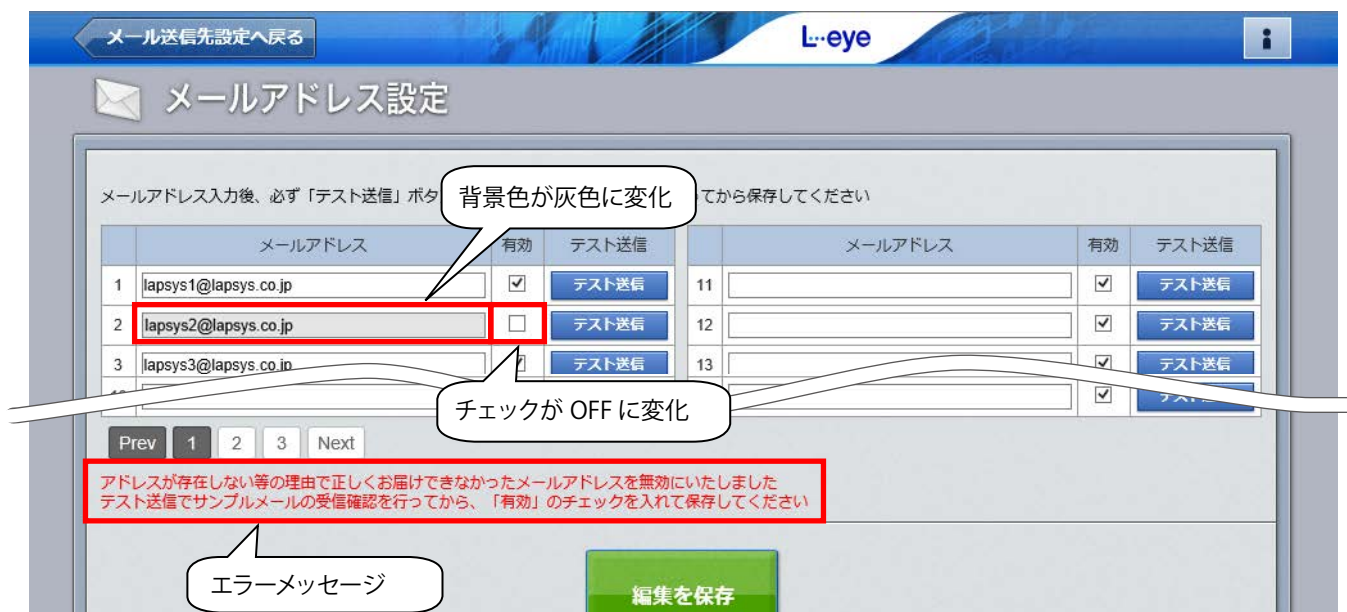 メール送信先設定へ戻る
L･･･eye
メールアドレス設定
メールアドレス入力後、必ず「テスト送信」ボタ
ってから保存してください
背景色が灰色に変化
メールアドレス 有効 テスト送信 メールアドレス 有効 テスト送信
1 lapsys1@lapsys.co.jp テスト送信 11 テスト送信
2 lapsys2@lapsys.co.jp テスト送信 12 テスト送信
3 lapsys3@lapsys.co.jp テスト送信 13 テスト送信
チェックが OFF に変化
Prev 1 2 3 Next
アドレスが存在しない等の理由で正しくお届けできなかったメールアドレスを無効にいたしました
テスト送信でサンプルメールの受信確認を行ってから、「有効」のチェックを入れて保存してください
エラーメッセージ
編集を保存